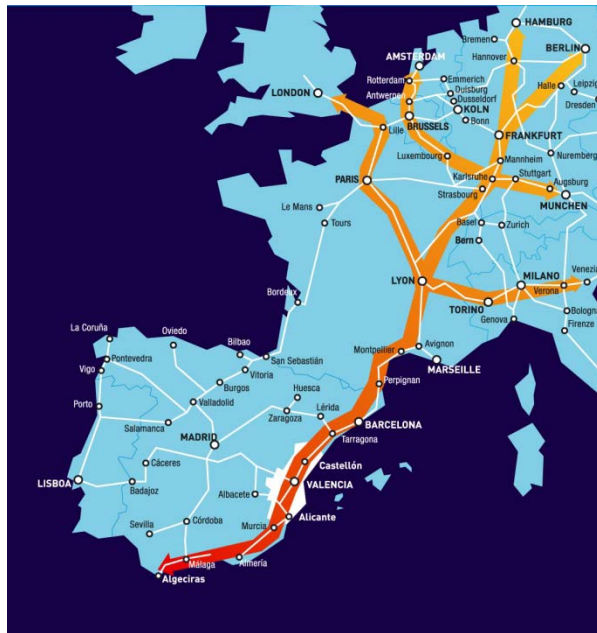 HAMBURG
Bremen
BERLIN
AMSTERDAM
Hannover
Rotterdam
Emmerich
Halle
Leipzig
LONDON
Duisburg
Antwerpen
Dusseldorf
Dresden
KOLN
BRUSSELS
Bonn
Lille
FRANKFURT
Nuremberg
Luxembourg
Mannheim
PARIS
Karlsruhe
Stuttgart
Augsburg
Strasbourg
MUNCHEN
Le Mans
Tours
Basel
Zurich
Bern
LYON
MILANO
Venezia
Verona
Bordeux
TORINO
Bologna
Genova
Firenze
La Coruña
Oviedo
Bilbao
Avignon
Montpellier
San Sebastián
Pontevedra
MARSEILLE
Vigo
Vitoria
Burgos
Perpignan
Huesca
Porto
Valladolid
Lérida
Zaragoza
Salamanca
BARCELONA
MADRID
Tarragona
Cáceres
Castellón
LISBOA
VALENCIA
Badajoz
Albacete
Alicante
Sevilla
Córdoba
Murcia
Málaga
Almería
Algeciras